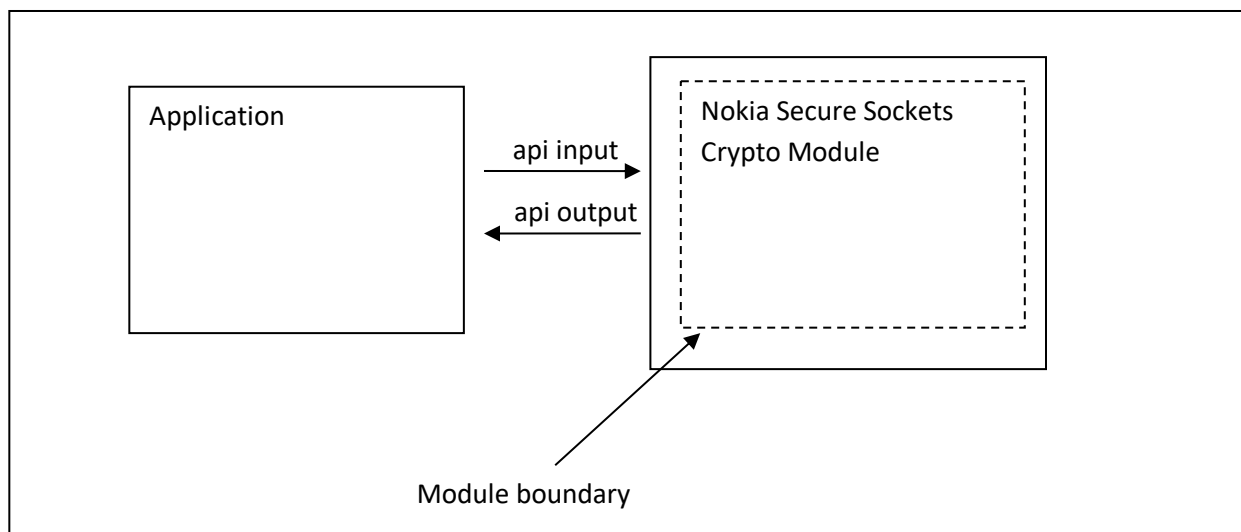 Application
api input
api output
Nokia Secure Sockets
Crypto Module
Module boundary